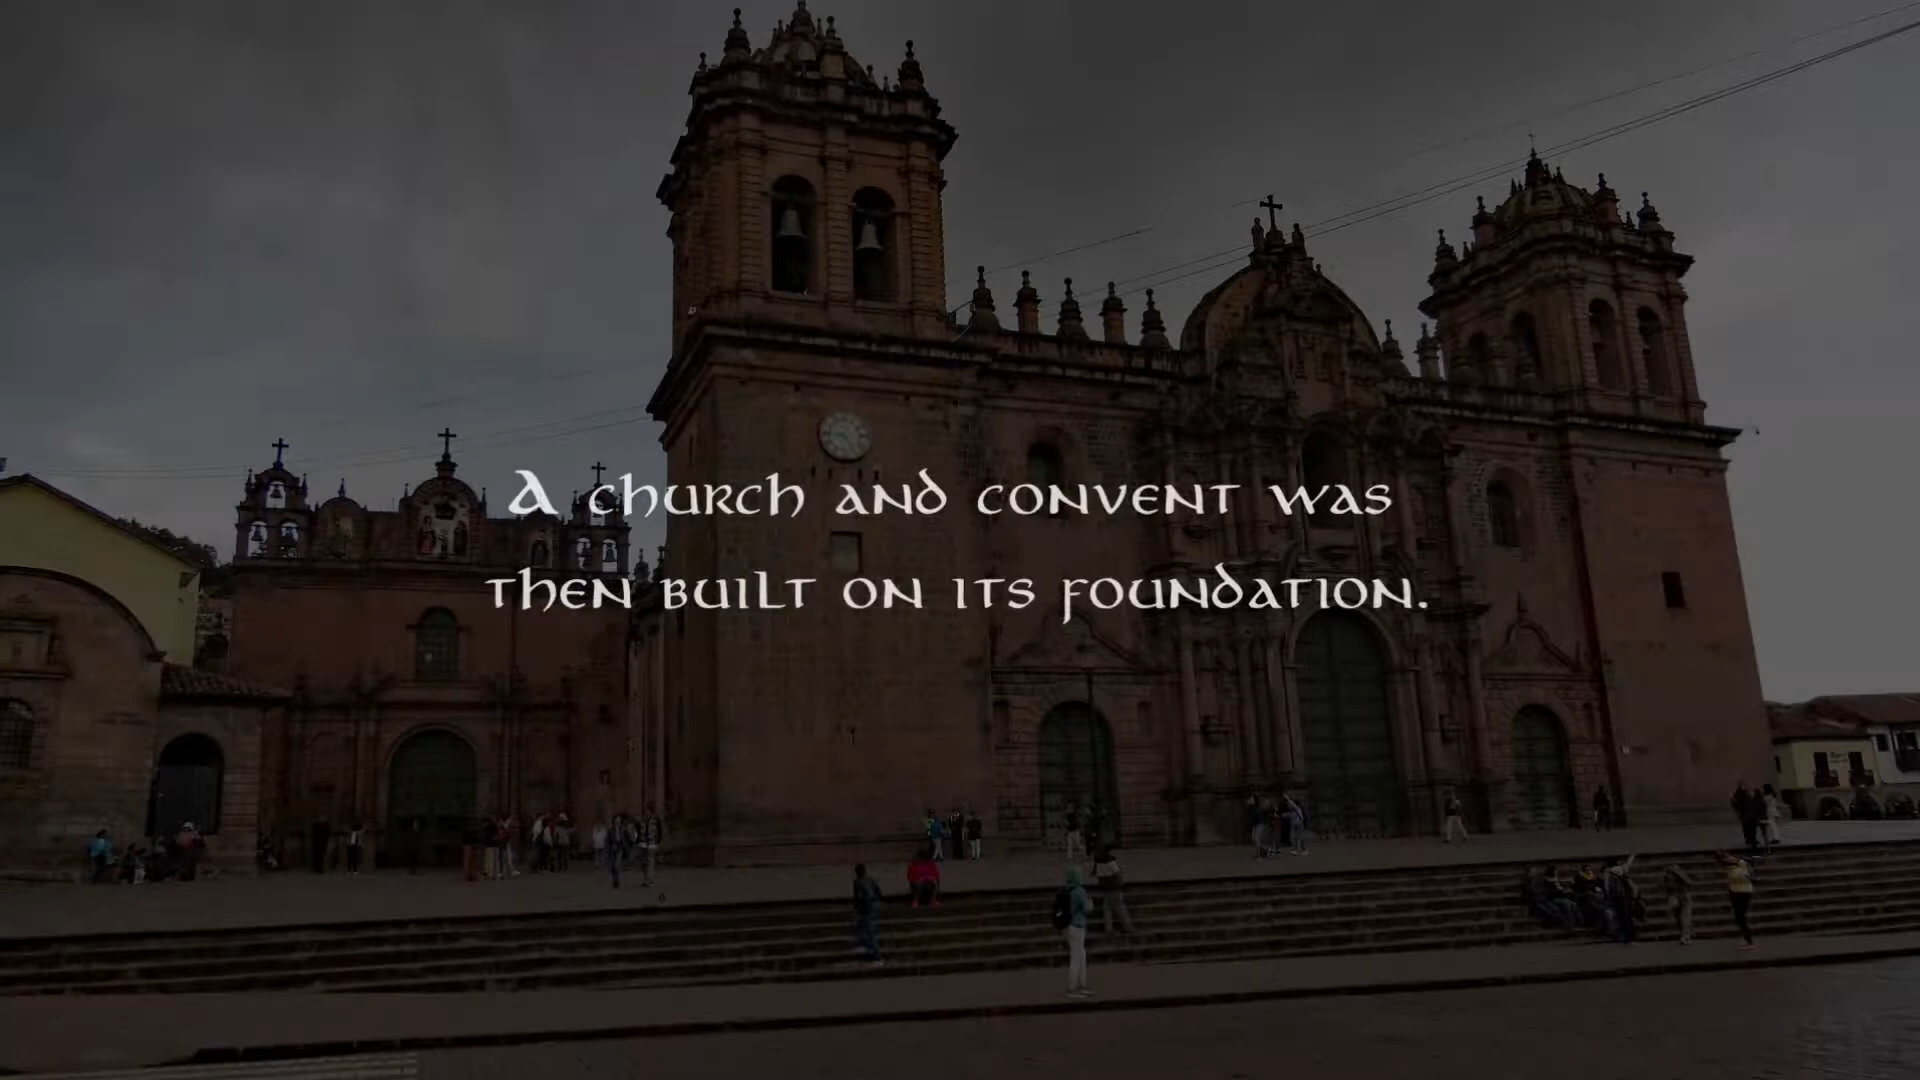 A church and convent was
then built on its foundation.